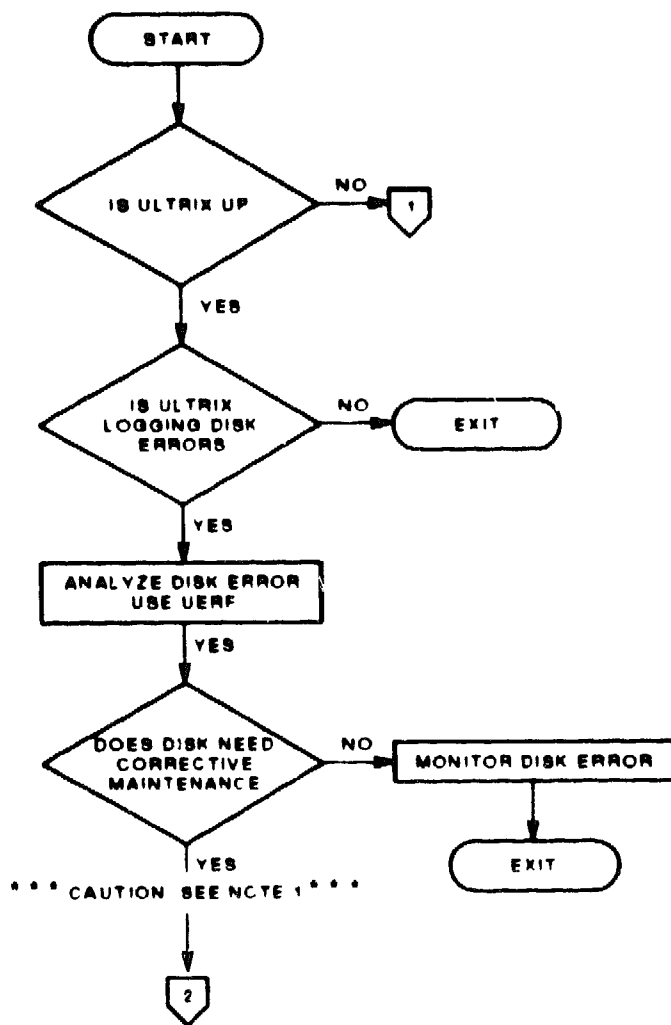 START
IS ULTRIX UP
NO
1
YES
IS ULTRIX
LOGGING DISK
ERRORS
NO
EXIT
YES
ANALYZE DISK ERROR
USE UERF
YES
DOES DISK NEED
CORRECTIVE
MAINTENANCE
NO
MONITOR DISK ERROR
EXIT
YES
* * * CAUTION SEE NOTE 1 * * *
2